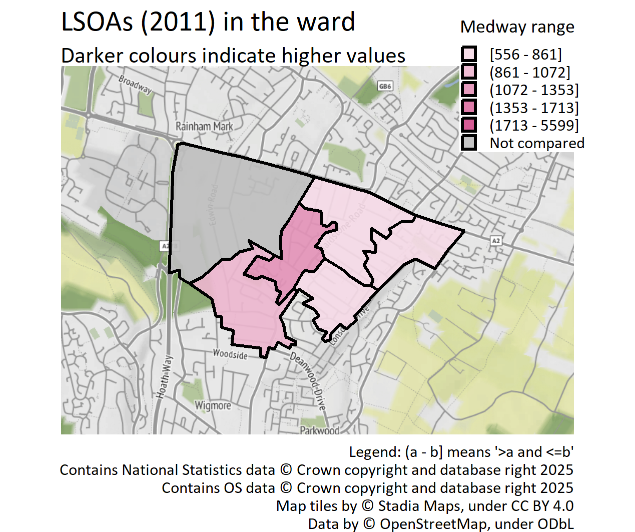 LSOAs (2011) in the ward
Darker colours indicate higher values
Medway range
[556 - 861]
(861 - 1072]
(1072 - 1353]
(1353 - 1713]
(1713 - 5599]
Not compared
Broadway
GB6
Rainham Mark
A2
A2
Woodside
Deanwood-Drive
Hoath-Way
Wigmore
Parkwood
Legend: (a - b] means '>a and <=b'
Contains National Statistics data © Crown copyright and database right 2025
Contains OS data © Crown copyright and database right 2025
Map tiles by © Stadia Maps, under CC BY 4.0
Data by © OpenStreetMap, under ODbL